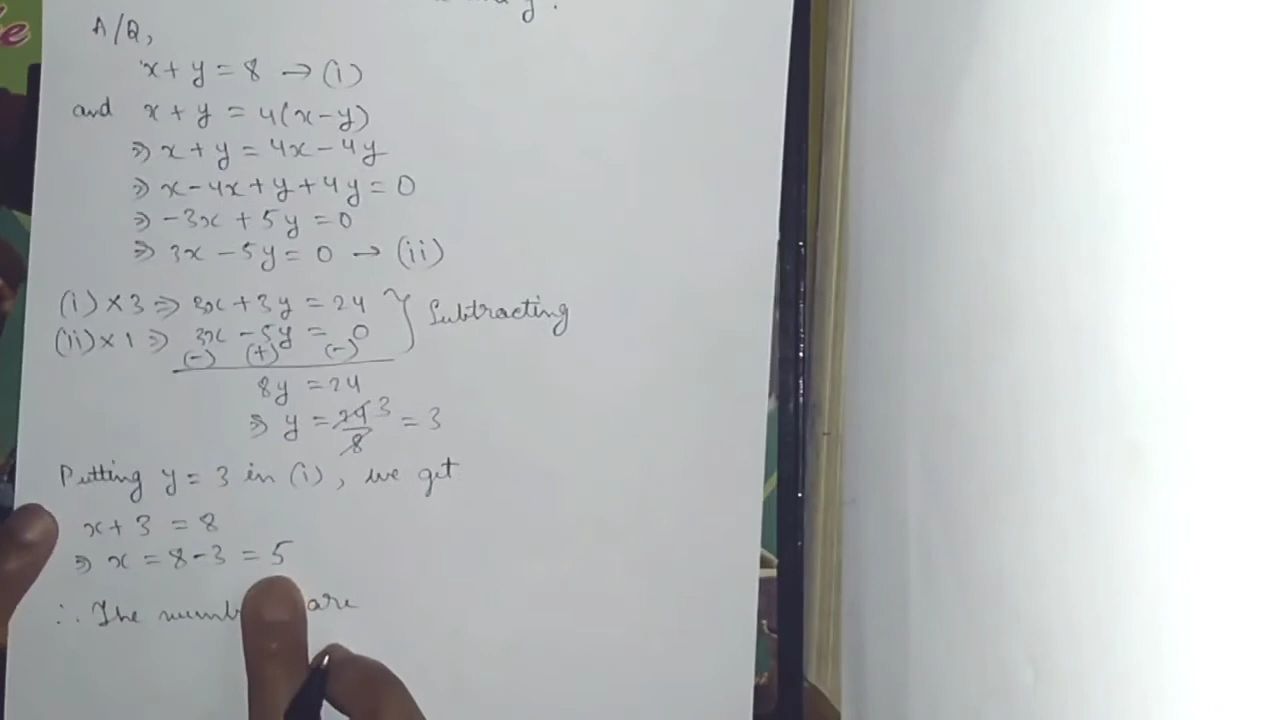 A/Q,
x + y = 8 → (i)
and x + y = 4(x - y)
⇒ x + y = 4x - 4y
⇒ x - 4x + y + 4y = 0
⇒ -3x + 5y = 0
⇒ 3x - 5y = 0 → (ii)
(i) × 3 ⇒ 3x + 3y = 24 } Subtracting
(ii) × 1 ⇒ 3x - 5y = 0
(-) (+) (-)
8y = 24
⇒ y = 24/8 3 = 3
Putting y = 3 in (i), we get
x + 3 = 8
⇒ x = 8 - 3 = 5
∴ The are